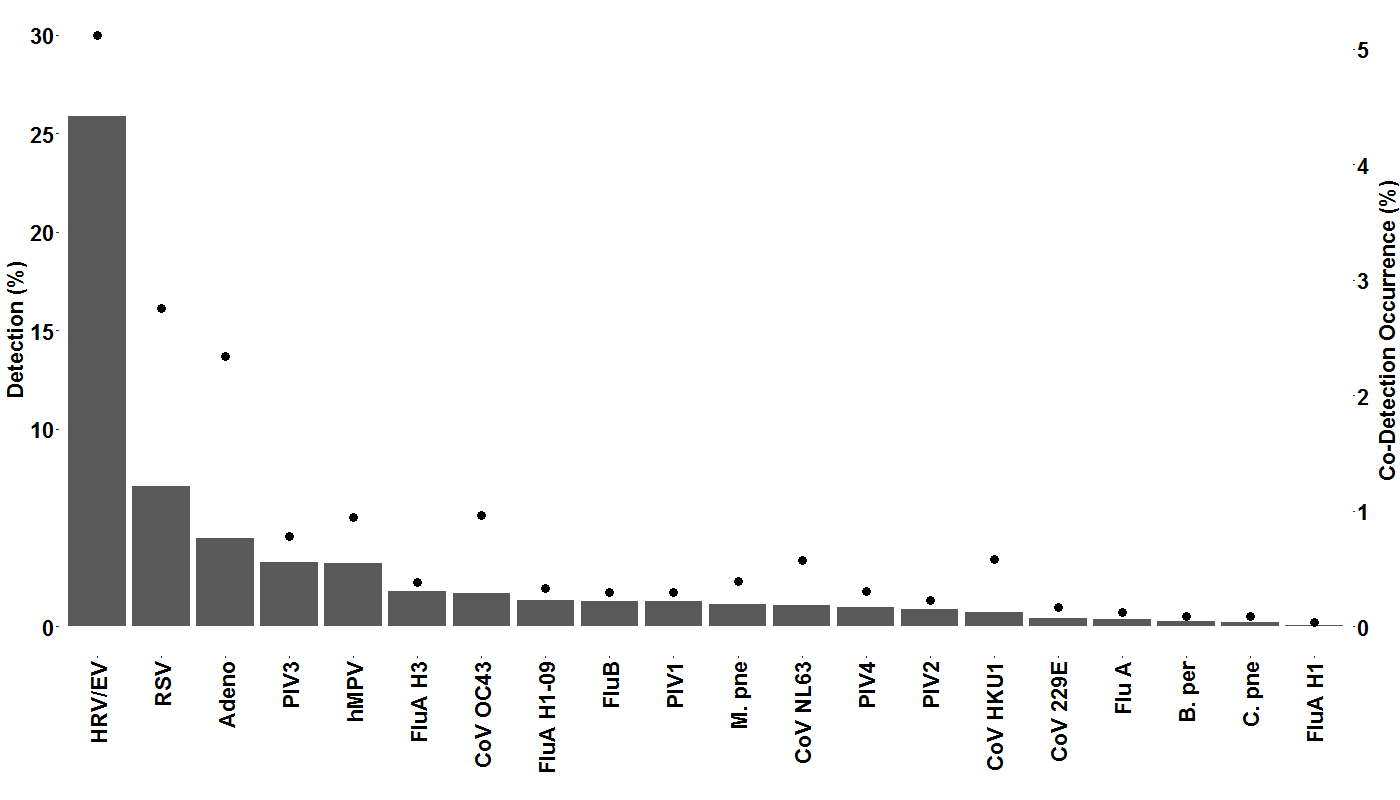 Detection (%)
30
25
20
15
10
0
5
4
3
2
1
0
Co-Detection Occurrence (%)
HRV/EV
RSV
Adeno
PIV3
hMPV
FluA H3
CoV OC43
FluA H1-09
FluB
PIV1
M. pne
CoV NL63
PIV4
PIV2
CoV HKU1
CoV 229E
Flu A
B. per
C. pne
FluA H1